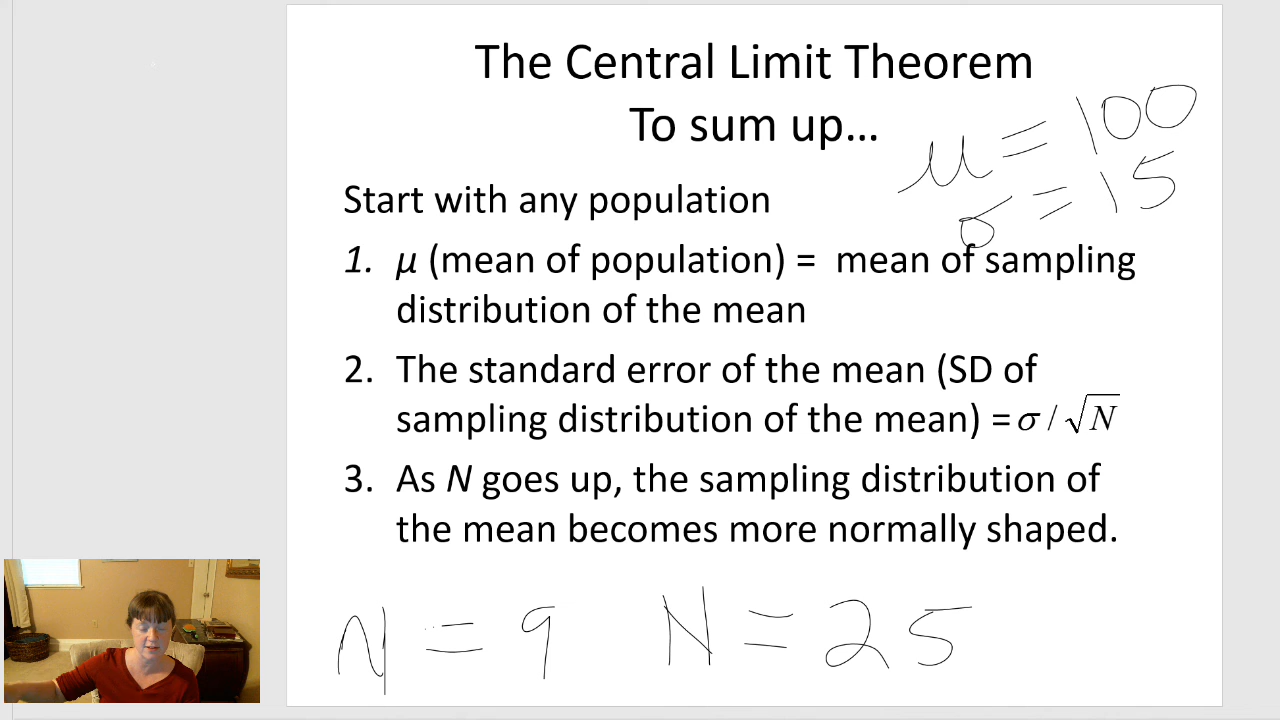 The Central Limit Theorem
To sum up…
μ = 100
σ = 15
Start with any population
1. μ (mean of population) = mean of sampling
distribution of the mean
2. The standard error of the mean (SD of
sampling distribution of the mean) = σ / √N
3. As N goes up, the sampling distribution of
the mean becomes more normally shaped.
N = 9 N = 25